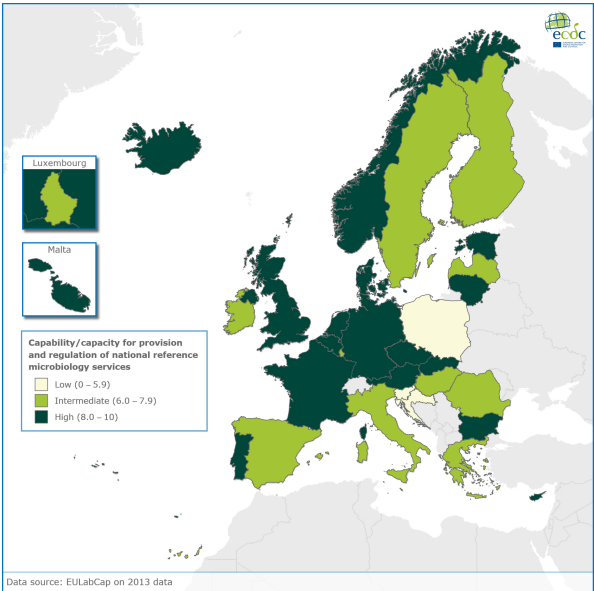 ecdc
Luxembourg
Malta
Capability/capacity for provision
and regulation of national reference
microbiology services
Low (0 – 5.9)
Intermediate (6.0 – 7.9)
High (8.0 – 10)
Data source: EULabCap on 2013 data